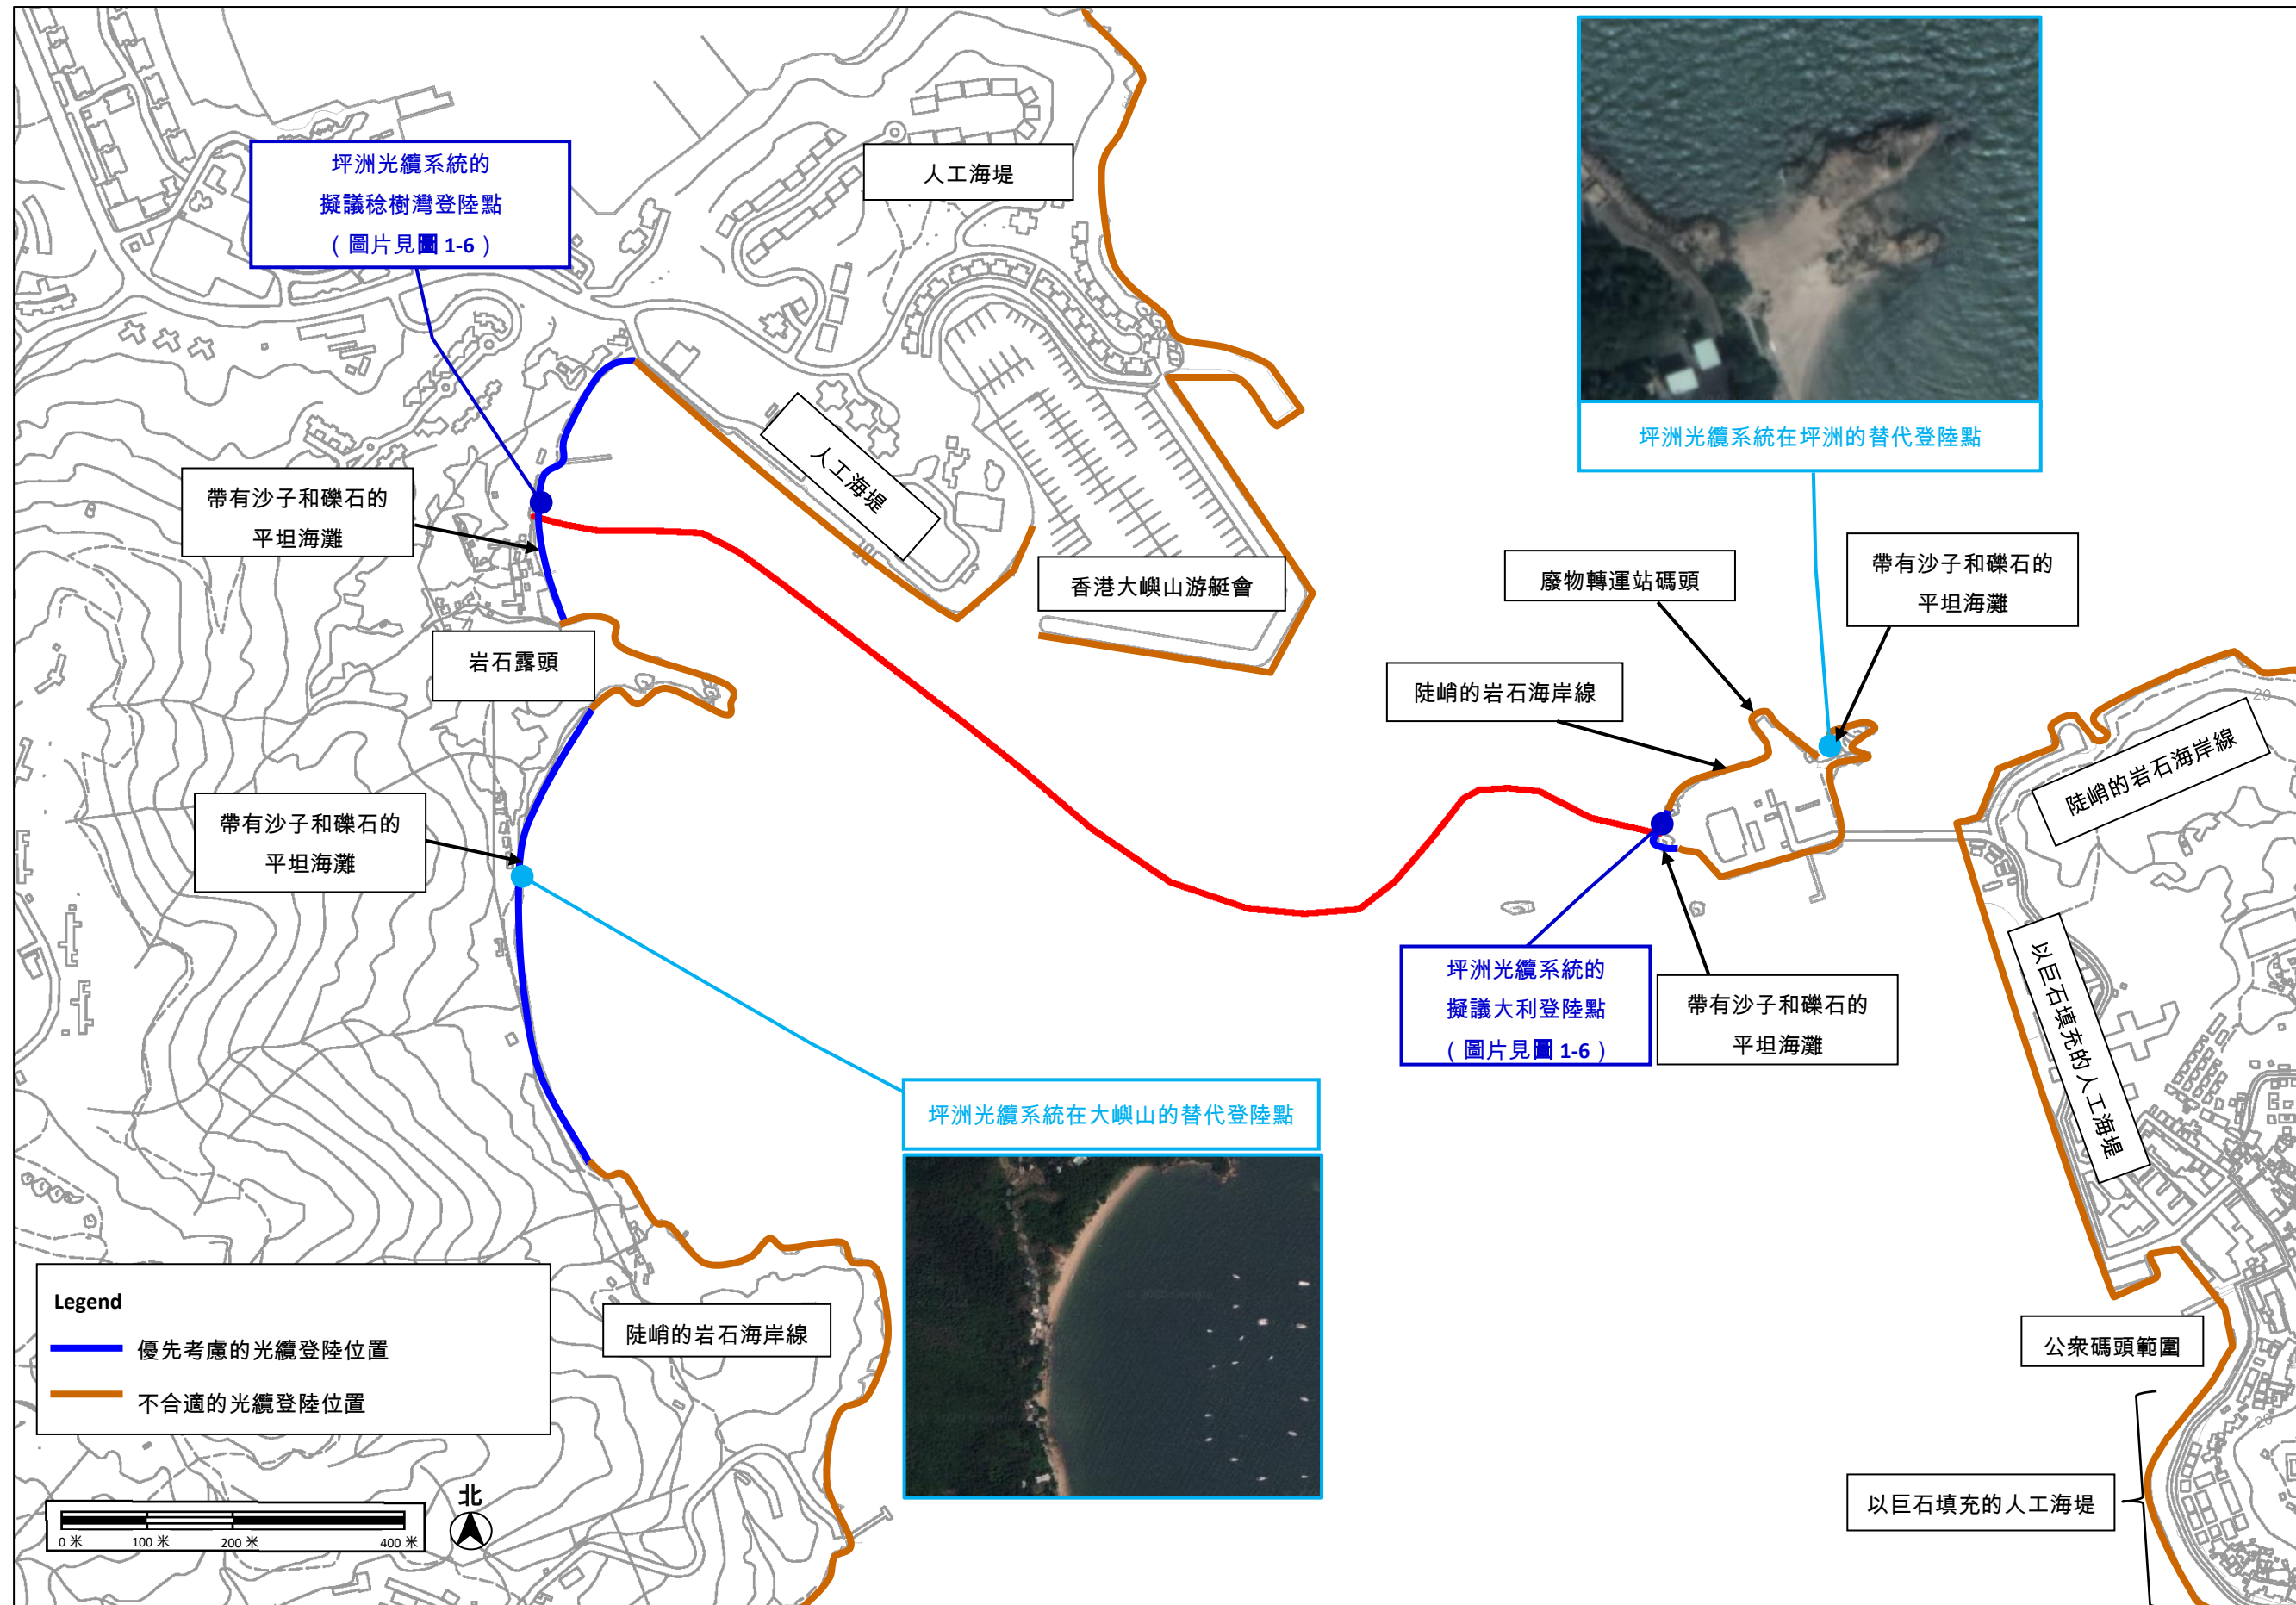 坪洲光纜系統的
擬議稔樹灣登陸點
（圖片見圖 1-6）
人工海堤
坪洲光纜系統在坪洲的替代登陸點
人工海堤
帶有沙子和礫石的
平坦海灘
香港大嶼山游艇會
廢物轉運站碼頭
帶有沙子和礫石的
平坦海灘
岩石露頭
陡峭的岩石海岸線
20
陡峭的岩石海岸線
帶有沙子和礫石的
平坦海灘
坪洲光纜系統的
擬議大利登陸點
（圖片見圖 1-6）
帶有沙子和礫石的
平坦海灘
以巨石填充的人工海堤
坪洲光纜系統在大嶼山的替代登陸點
Legend
優先考慮的光纜登陸位置
不合適的光纜登陸位置
陡峭的岩石海岸線
公衆碼頭範圍
20
以巨石填充的人工海堤
北
0 米 100 米 200 米 400 米